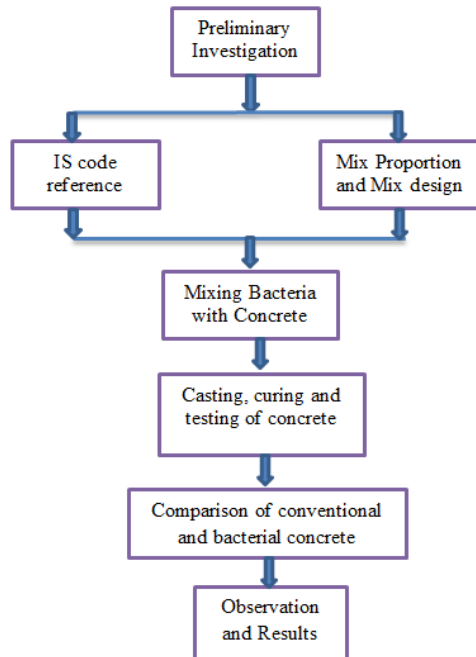 Preliminary
Investigation
IS code
reference
Mix Proportion
and Mix design
Mixing Bacteria
with Concrete
Casting, curing and
testing of concrete
Comparison of conventional
and bacterial concrete
Observation
and Results